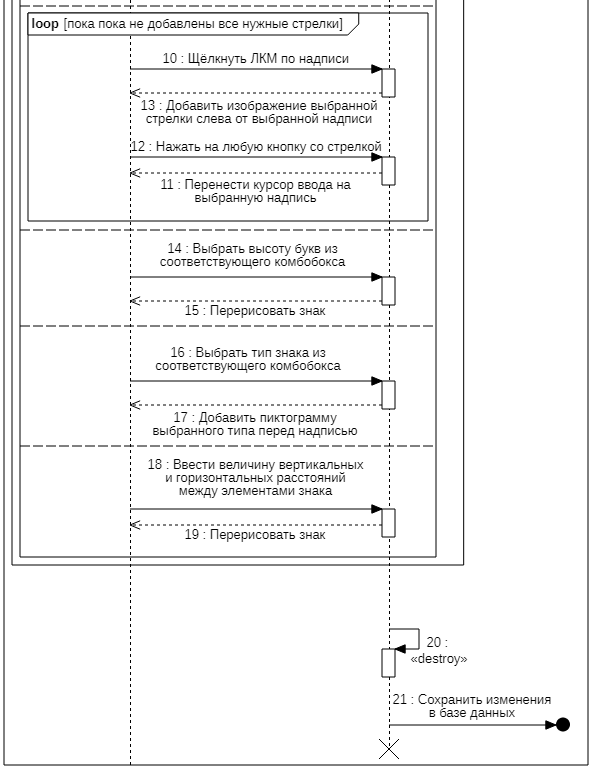 loop [пока пока не добавлены все нужные стрелки]
10 : Щёлкнуть ЛКМ по надписи
13 : Добавить изображение выбранной
стрелки слева от выбранной надписи
12 : Нажать на любую кнопку со стрелкой
11 : Перенести курсор ввода на
выбранную надпись
14 : Выбрать высоту букв из
соответствующего комбобокса
15 : Перерисовать знак
16 : Выбрать тип знака из
соответствующего комбобокса
17 : Добавить пиктограмму
выбранного типа перед надписью
18 : Ввести величину вертикальных
и горизонтальных расстояний
между элементами знака
19 : Перерисовать знак
20 :
«destroy»
21 : Сохранить изменения
в базе данных